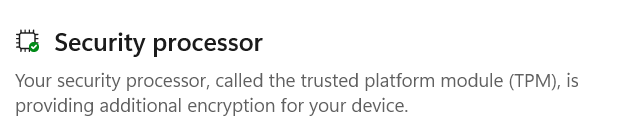 Security processor
Your security processor, called the trusted platform module (TPM), is
providing additional encryption for your device.